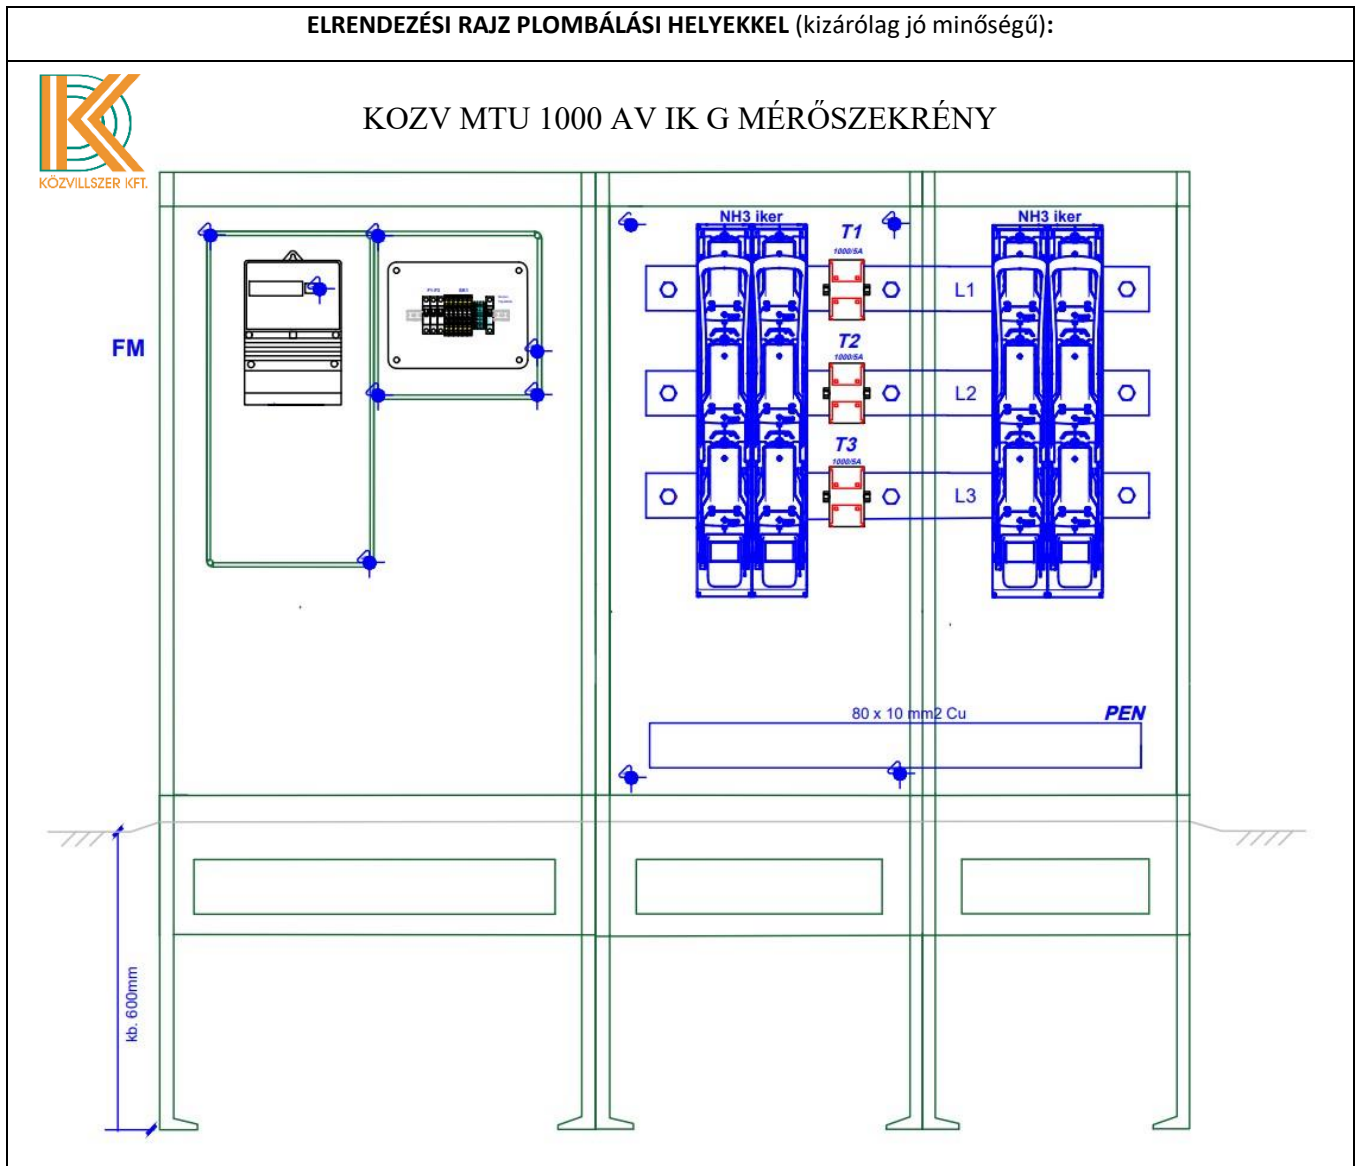 ELRENDEZÉSI RAJZ PLOMBÁLÁSI HELYEKKEL (kizárólag jó minőségű):
KÖZVILLSZER KFT.
KOZV MTU 1000 AV IK G MÉRŐSZEKRÉNY
NH3 iker
NH3 iker
T1
1000/5A
L1
FM
T2
1000/5A
L2
T3
1000/5A
L3
80 x 10 mm2 Cu
PEN
kb. 600mm